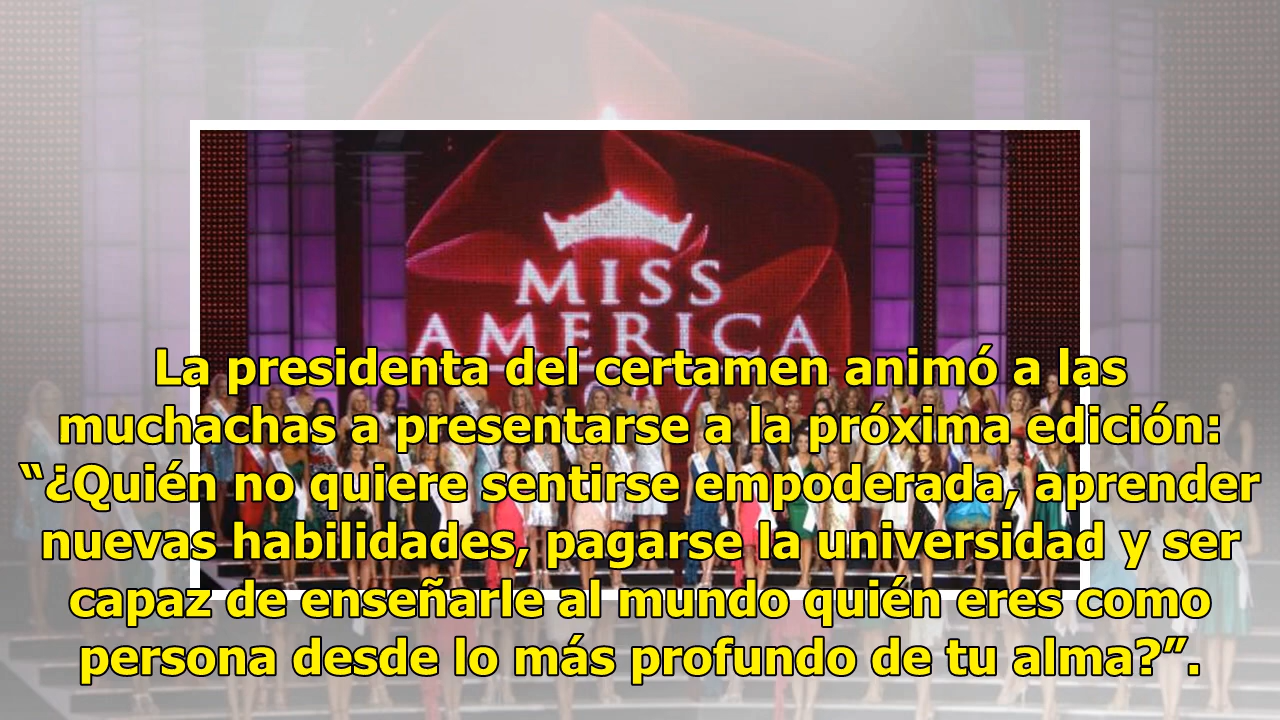 MISS
AMERICA
La presidenta del certamen animó a las
muchachas a presentarse a la próxima edición:
“¿Quién no quiere sentirse empoderada, aprender
nuevas habilidades, pagarse la universidad y ser
capaz de enseñarle al mundo quién eres como
persona desde lo más profundo de tu alma?”.